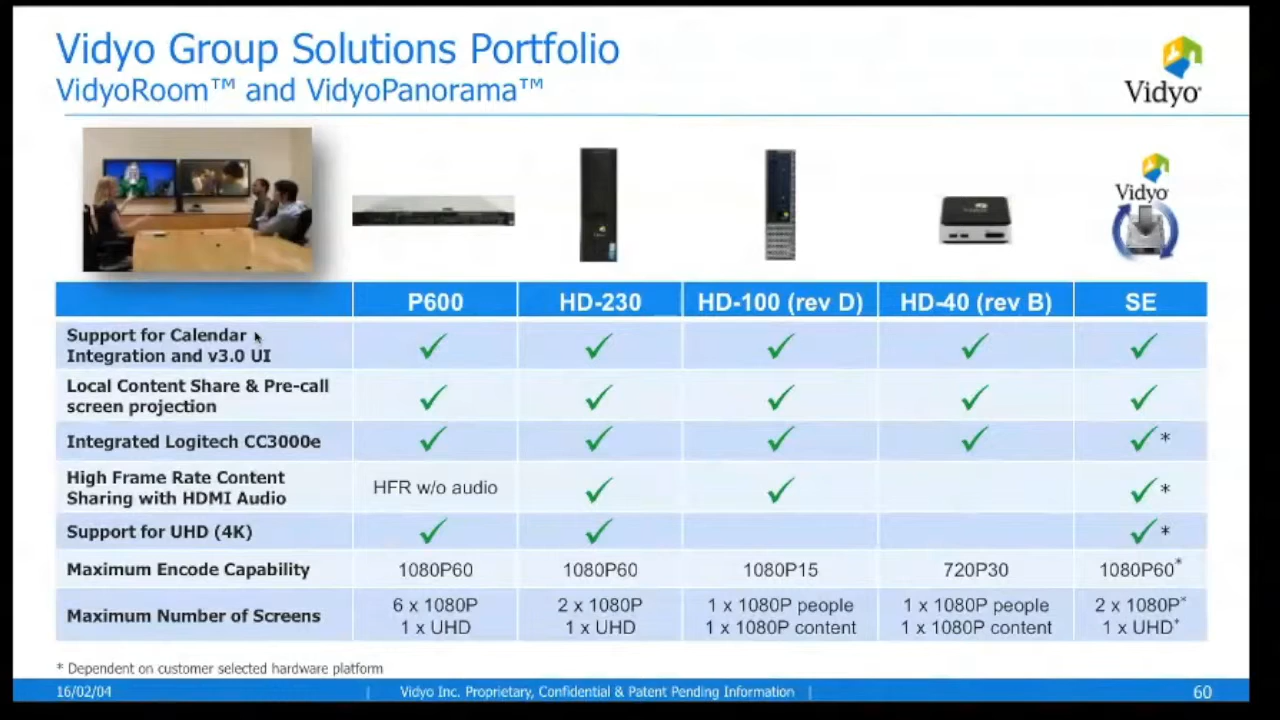 Vidyo Group Solutions Portfolio
VidyoRoom™ and VidyoPanorama™
Vidyo
Vidyo
P600 HD-230 HD-100 (rev D) HD-40 (rev B) SE
Support for Calendar
Integration and v3.0 UI ✓ ✓ ✓ ✓ ✓
Local Content Share & Pre-call
screen projection ✓ ✓ ✓ ✓ ✓
Integrated Logitech CC3000e ✓ ✓ ✓ ✓ ✓*
High Frame Rate Content
Sharing with HDMI Audio HFR w/o audio ✓ ✓ ✓*
Support for UHD (4K) ✓ ✓ ✓*
Maximum Encode Capability 1080P60 1080P60 1080P15 720P30 1080P60*
Maximum Number of Screens
6 x 1080P 2 x 1080P 1 x 1080P people 1 x 1080P people 2 x 1080P*
1 x UHD 1 x UHD 1 x 1080P content 1 x 1080P content 1 x UHD*
* Dependent on customer selected hardware platform
16/02/04 | Vidyo Inc. Proprietary, Confidential & Patent Pending Information | 60